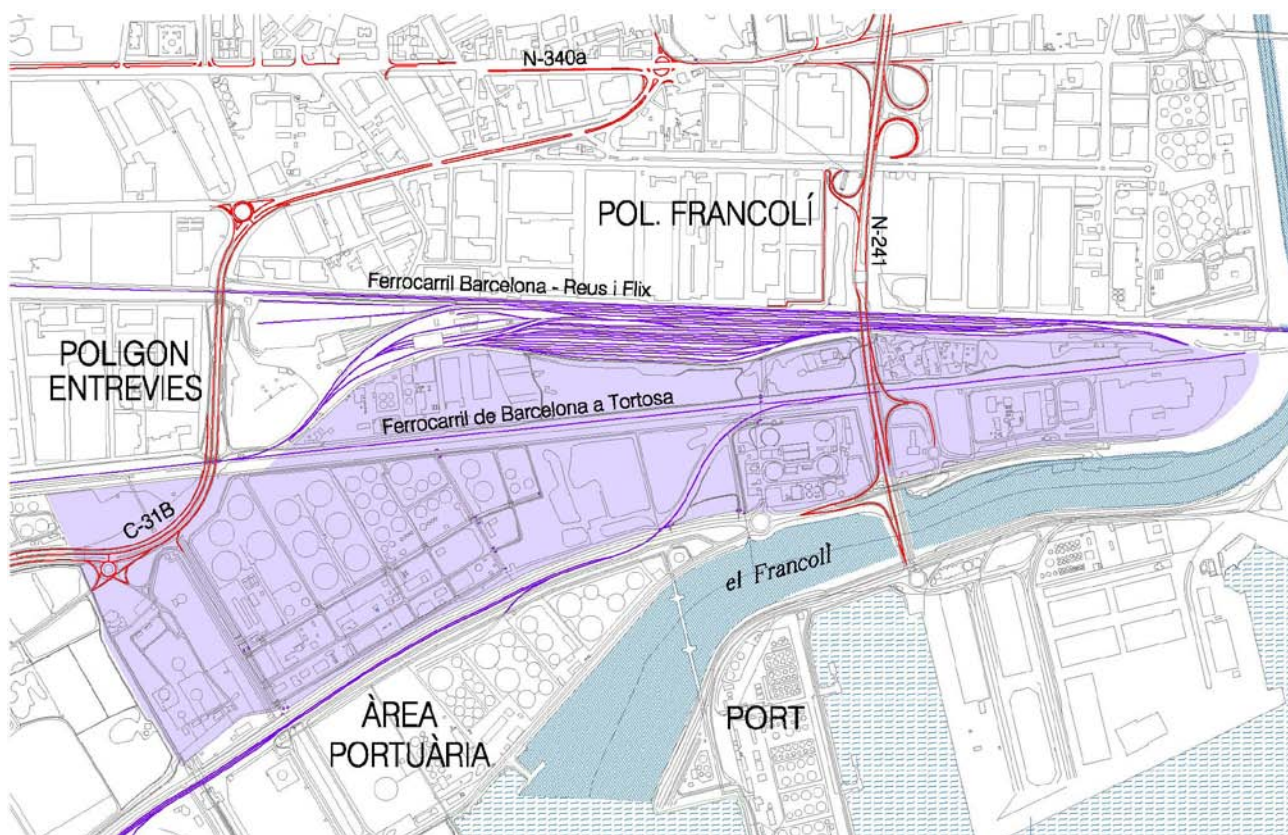 N-340a
POL. FRANCOLÍ
N-241
Ferrocarril Barcelona - Reus i Flix
POLIGON
ENTREVIES
Ferrocarril de Barcelona a Tortosa
C-31B
el Francolí
ÀREA
PORTUÀRIA
PORT